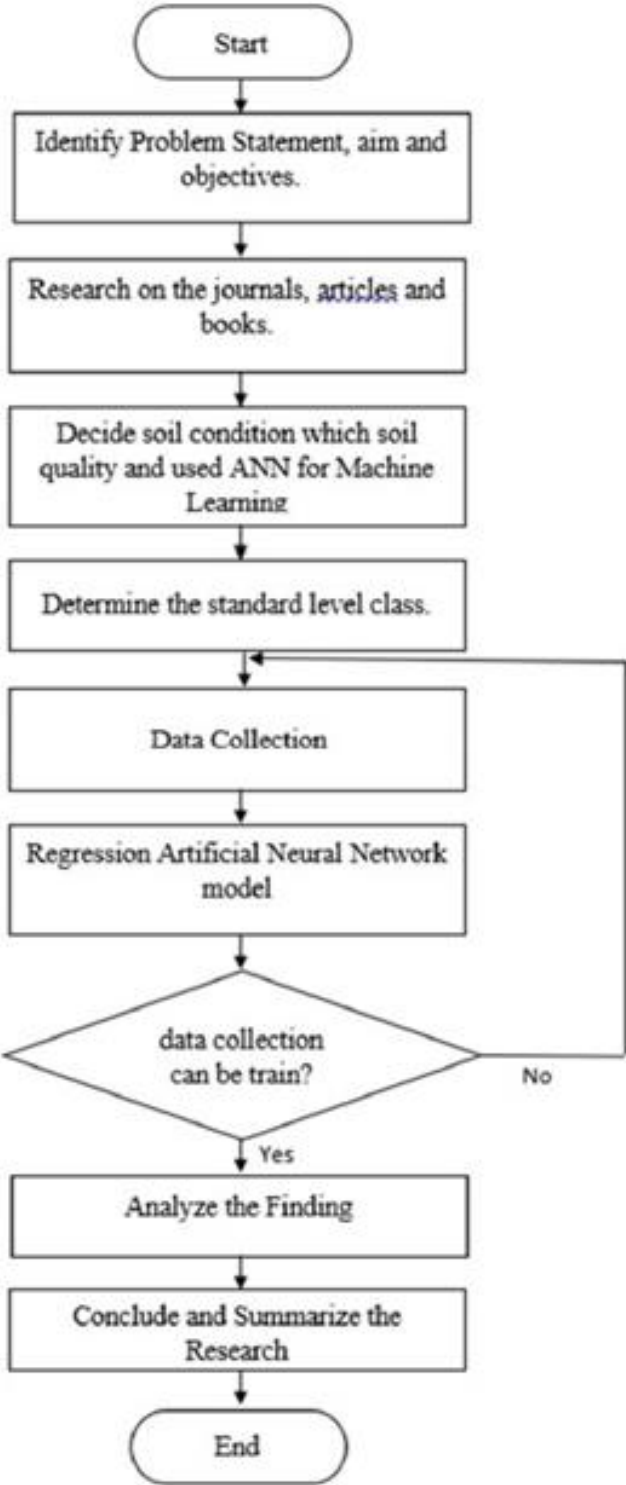 Start
Identify Problem Statement, aim and
objectives.
Research on the journals, articles and
books.
Decide soil condition which soil
quality and used ANN for Machine
Learning
Determine the standard level class.
Data Collection
Regression Artificial Neural Network
model
data collection
can be train?
No
Yes
Analyze the Finding
Conclude and Summarize the
Research
End